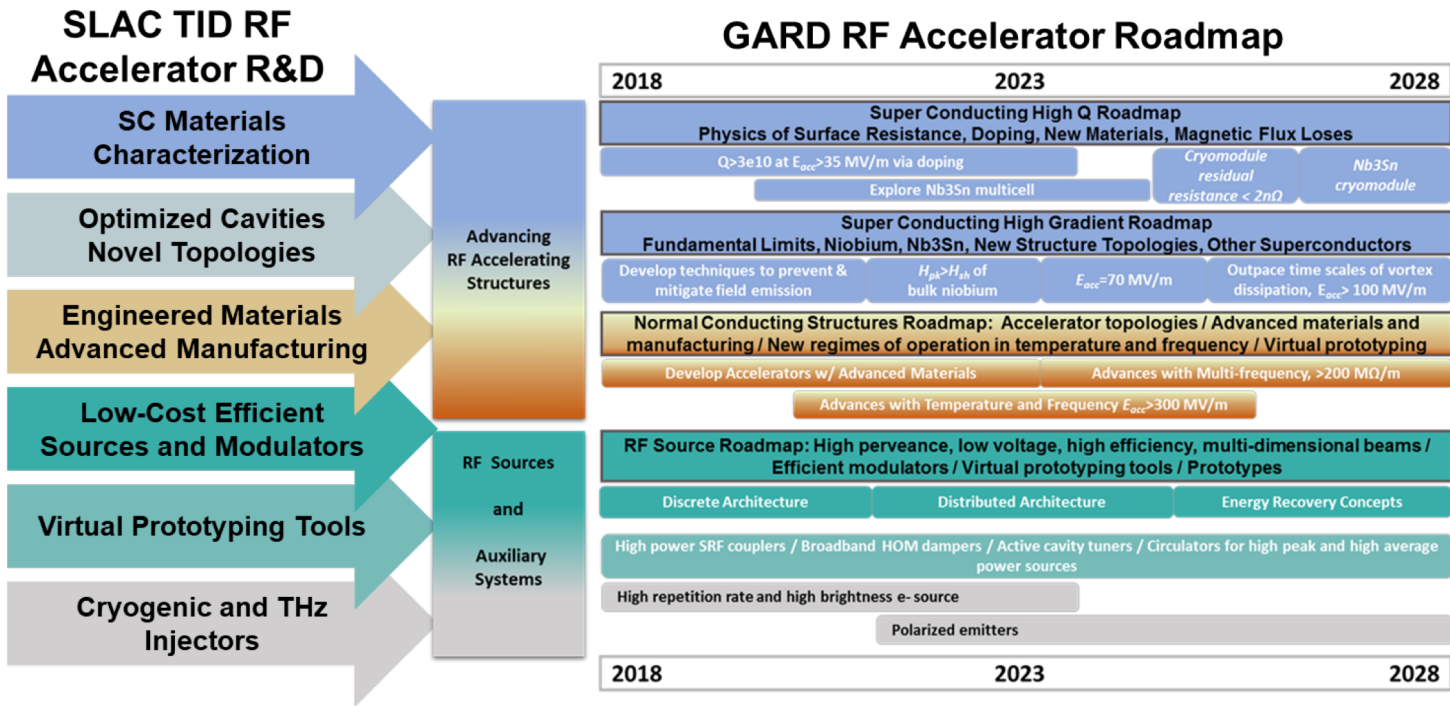 SLAC TID RF
Accelerator R&D
SC Materials
Characterization
Optimized Cavities
Novel Topologies
Engineered Materials
Advanced Manufacturing
Low-Cost Efficient
Sources and Modulators
Virtual Prototyping Tools
Cryogenic and THz
Injectors
Advancing
RF Accelerating
Structures
RF Sources
and
Auxiliary
Systems
GARD RF Accelerator Roadmap
2018 2023 2028
Super Conducting High Q Roadmap
Physics of Surface Resistance, Doping, New Materials, Magnetic Flux Loses
Q>3e10 at Eacc>35 MV/m via doping
Explore Nb3Sn multicell
Cryomodule
residual
resistance < 2nΩ
Nb3Sn
cryomodule
Super Conducting High Gradient Roadmap
Fundamental Limits, Niobium, Nb3Sn, New Structure Topologies, Other Superconductors
Develop techniques to prevent &
mitigate field emission
Hpk>Hsh of
bulk niobium
Eacc=70 MV/m
Outpace time scales of vortex
dissipation, Eacc> 100 MV/m
Normal Conducting Structures Roadmap: Accelerator topologies / Advanced materials and
manufacturing / New regimes of operation in temperature and frequency / Virtual prototyping
Develop Accelerators w/ Advanced Materials
Advances with Multi-frequency, >200 MΩ/m
Advances with Temperature and Frequency Eacc>300 MV/m
RF Source Roadmap: High perveance, low voltage, high efficiency, multi-dimensional beams /
Efficient modulators / Virtual prototyping tools / Prototypes
Discrete Architecture
Distributed Architecture
Energy Recovery Concepts
High power SRF couplers / Broadband HOM dampers / Active cavity tuners / Circulators for high peak and high average
power sources
High repetition rate and high brightness e- source
Polarized emitters
2018 2023 2028